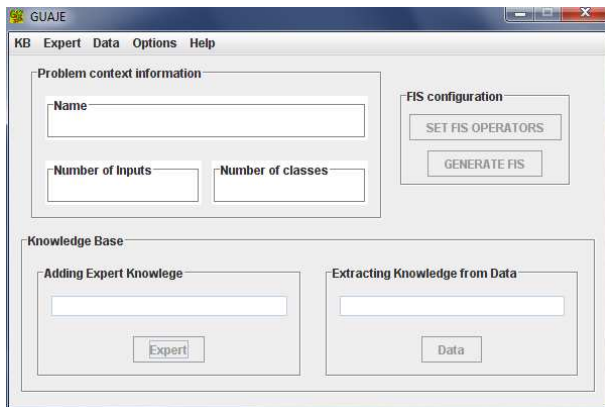 GUAJE
KB Expert Data Options Help
Problem context information
Name
Number of Inputs Number of classes
FIS configuration
SET FIS OPERATORS
GENERATE FIS
Knowledge Base
Adding Expert Knowlege
Expert
Extracting Knowledge from Data
Data